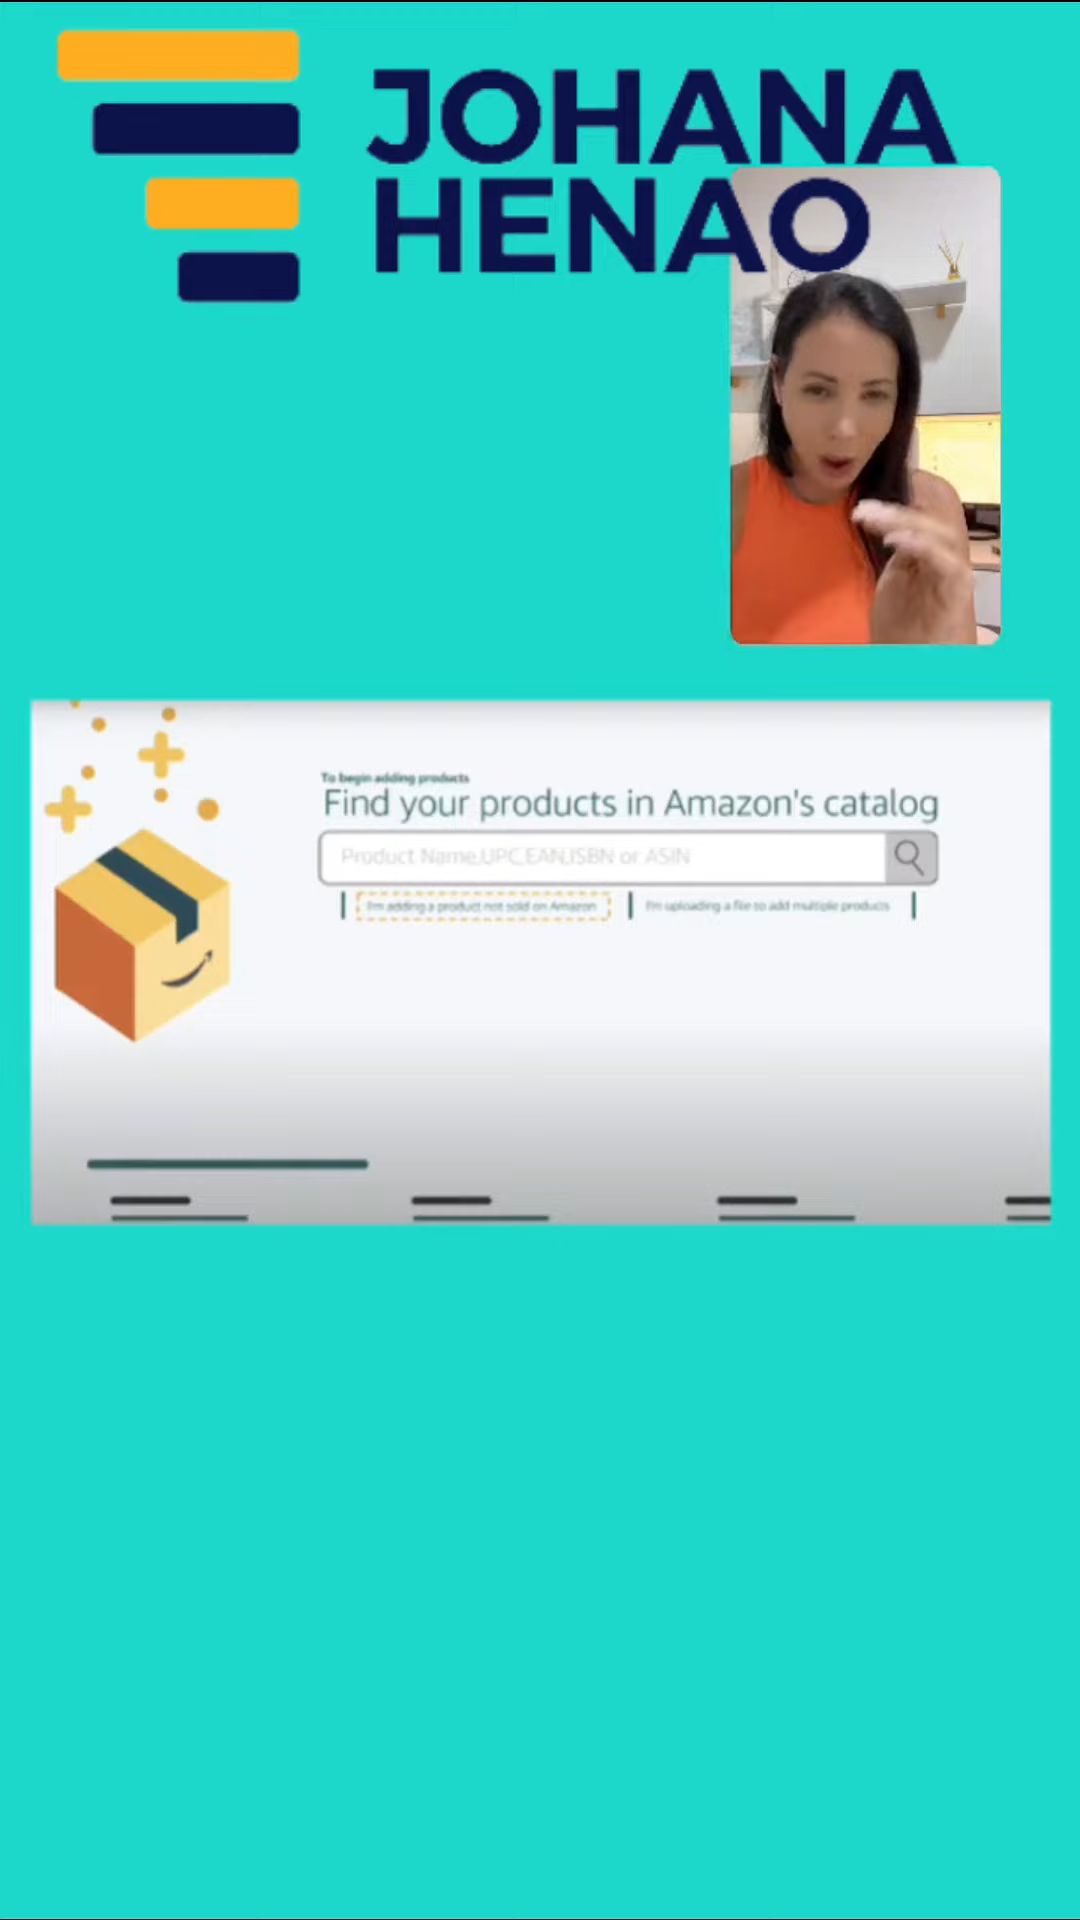 JOHANA
HENAO
To begin adding products
Find your products in Amazon's catalog
Product Name,UPC,EAN,ISBN or ASIN
I'm adding a product not sold on Amazon
I'm uploading a file to add multiple products